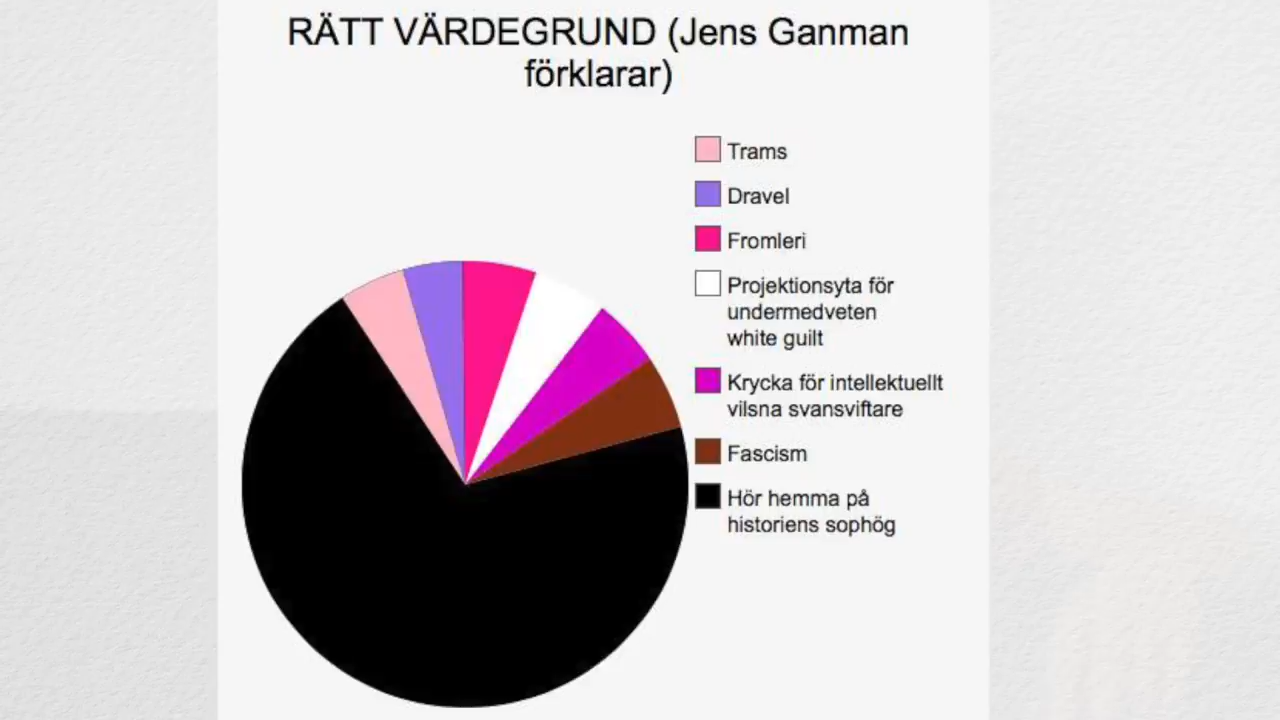 RÄTT VÄRDEGRUND (Jens Ganman
förklarar)
Trams
Dravel
Fromleri
Projektionsyta för
undermedveten
white guilt
Krycka för intellektuellt
vilsna svansviftare
Fascism
Hör hemma på
historiens sophög